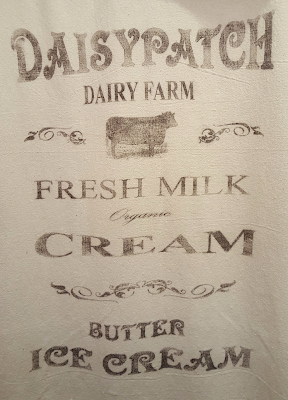 DAISYPATCH
DAIRY FARM
FRESH MILK
Organic
CREAM
BUTTER
ICE CREAM